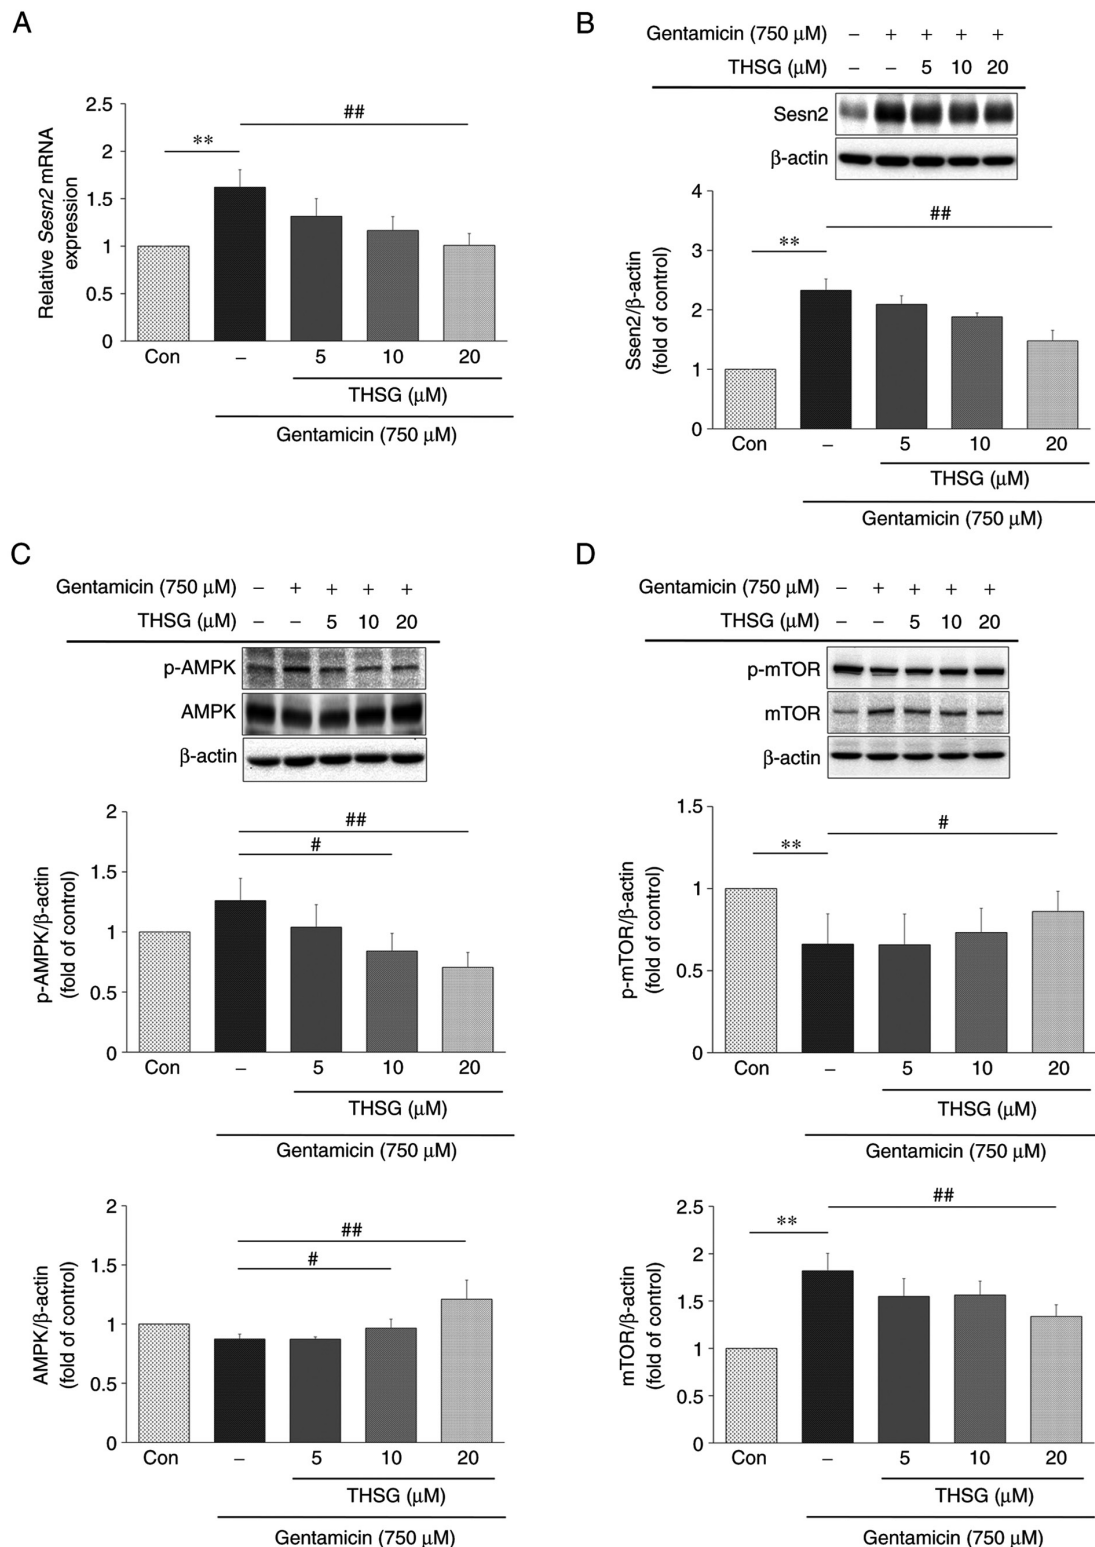 A
2.5
2
1.5
1
0.5
0
Relative Sesn2 mRNA
expression
**
##
Con – 5 10 20
THSG (μM)
Gentamicin (750 μM)
B
Gentamicin (750 μM) – + + + +
THSG (μM) – – 5 10 20
Sesn2
β-actin
4
3
2
1
0
Ssen2/β-actin
(fold of control)
**
##
Con – 5 10 20
THSG (μM)
Gentamicin (750 μM)
C
Gentamicin (750 μM) – + + + +
THSG (μM) – – 5 10 20
p-AMPK
AMPK
β-actin
2
1.5
1
0.5
0
p-AMPK/β-actin
(fold of control)
##
#
Con – 5 10 20
THSG (μM)
Gentamicin (750 μM)
2
1.5
1
0.5
0
AMPK/β-actin
(fold of control)
##
#
Con – 5 10 20
THSG (μM)
Gentamicin (750 μM)
D
Gentamicin (750 μM) – + + + +
THSG (μM) – – 5 10 20
p-mTOR
mTOR
β-actin
1.5
1
0.5
0
p-mTOR/β-actin
(fold of control)
**
#
Con – 5 10 20
THSG (μM)
Gentamicin (750 μM)
2.5
2
1.5
1
0.5
0
mTOR/β-actin
(fold of control)
**
##
Con – 5 10 20
THSG (μM)
Gentamicin (750 μM)